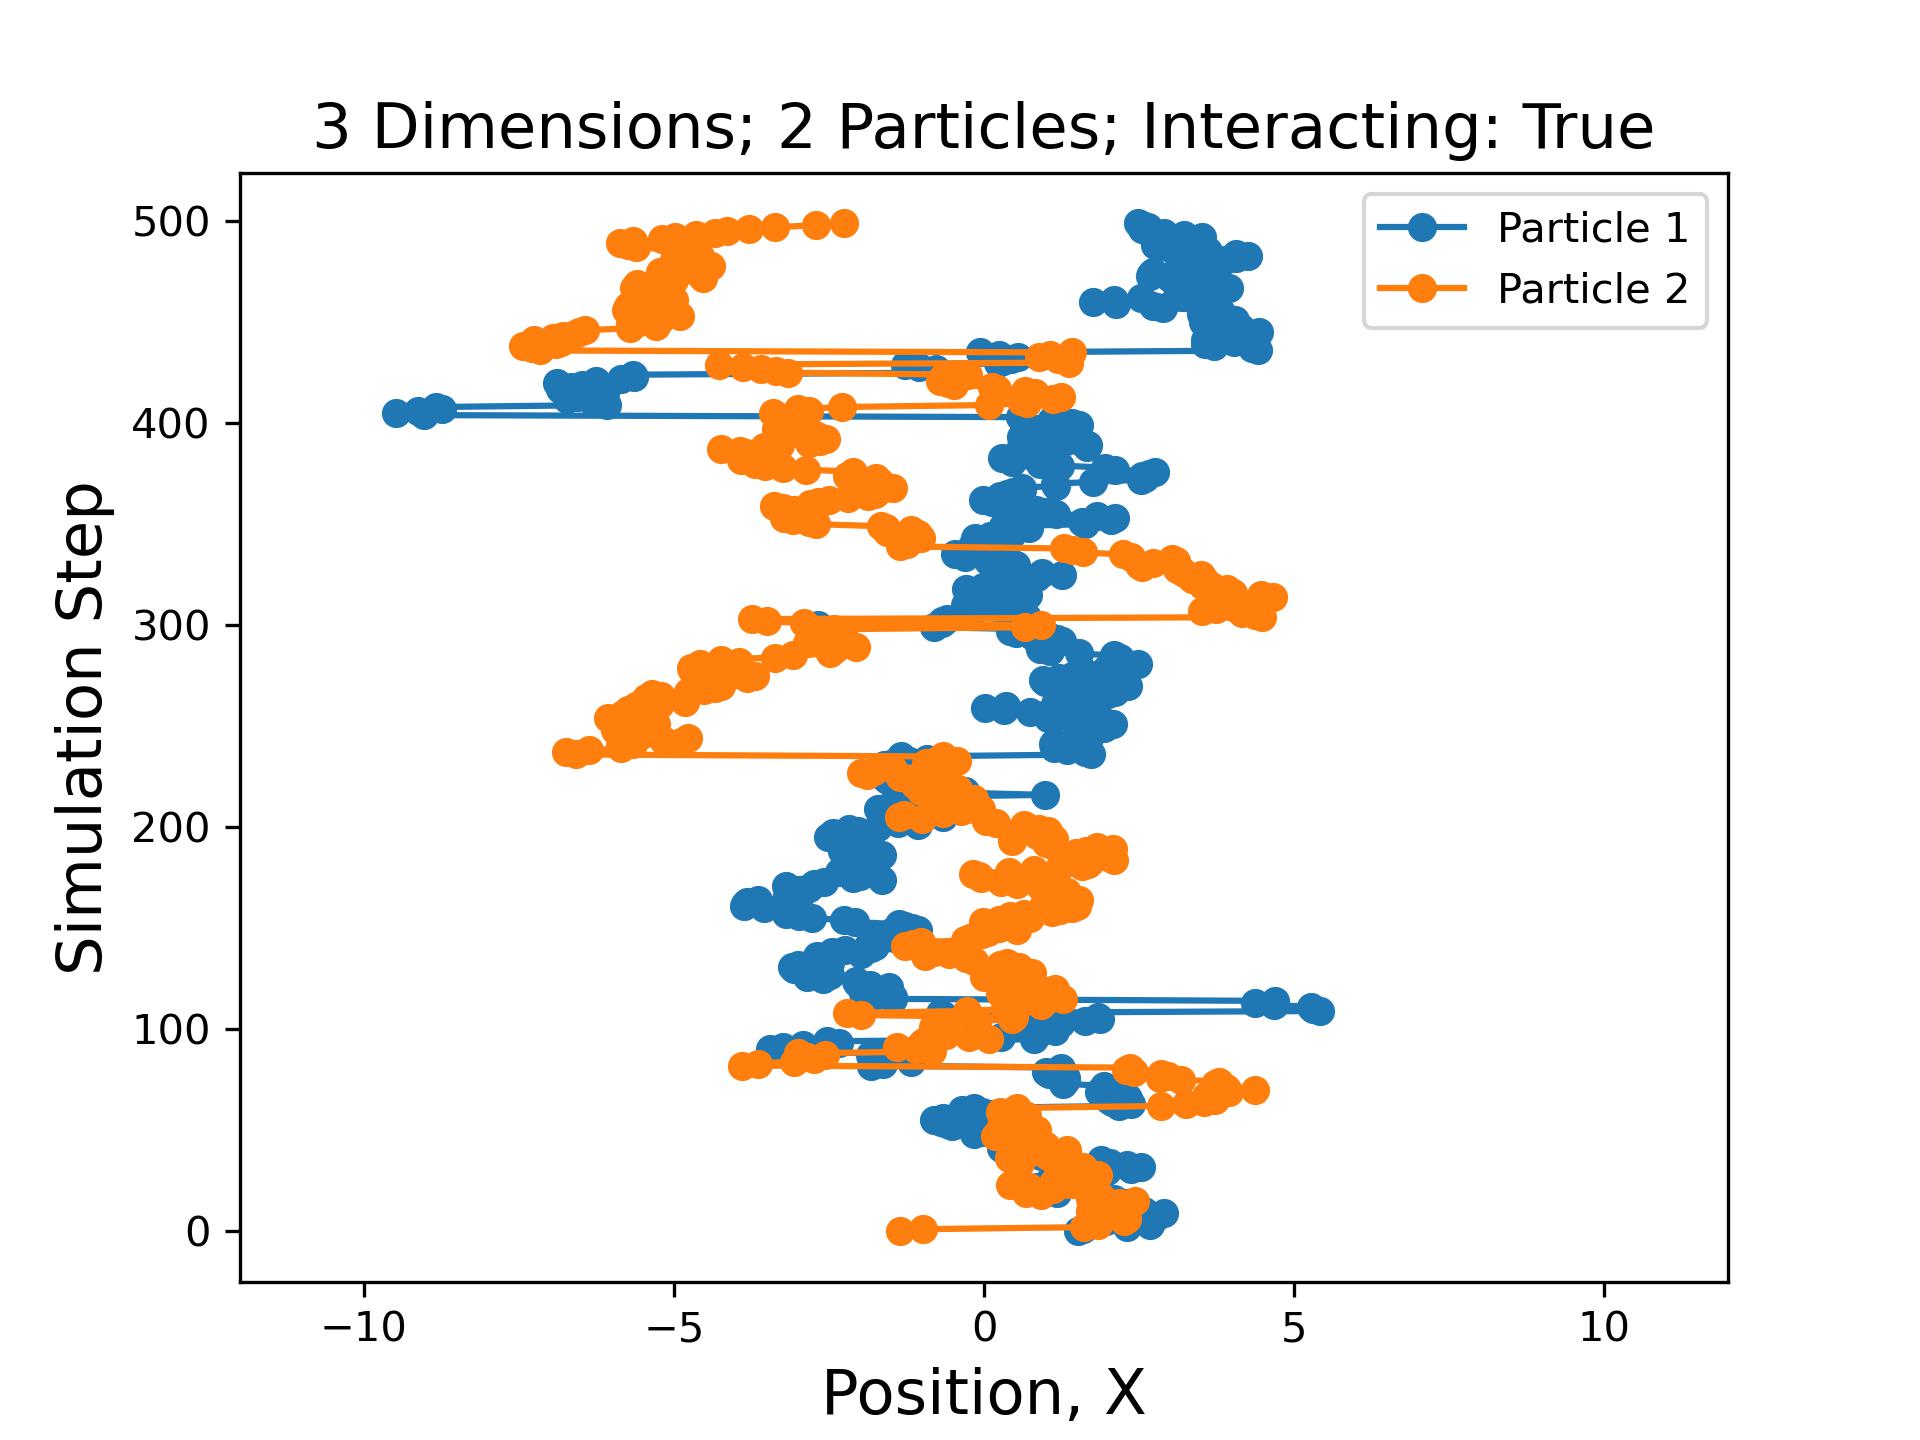 3 Dimensions; 2 Particles; Interacting: True
Particle 1
Particle 2
Simulation Step
500
400
300
200
100
0
−10
−5
0
5
10
Position, X